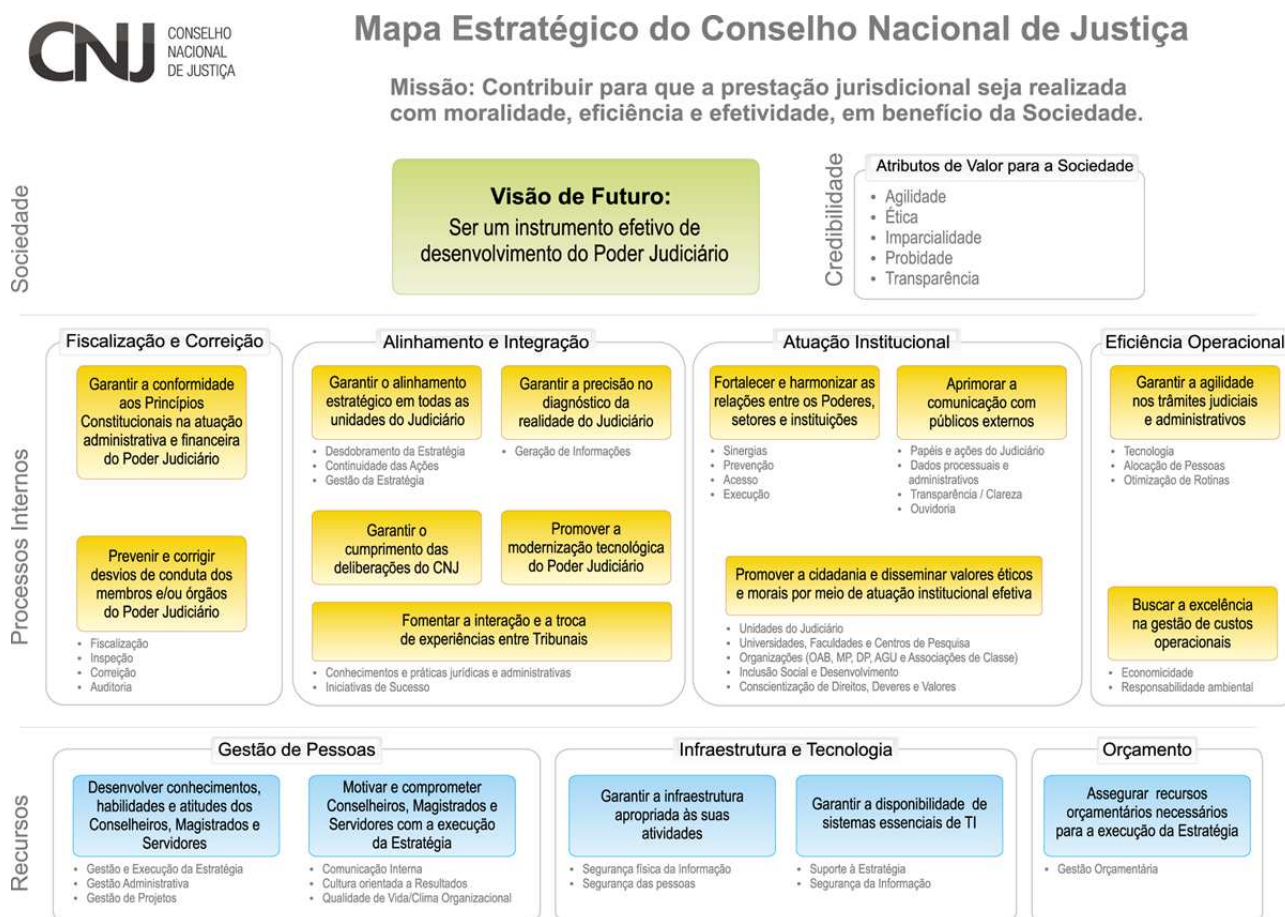 CNJ
CONSELHO
NACIONAL
DE JUSTIÇA
Mapa Estratégico do Conselho Nacional de Justiça
Missão: Contribuir para que a prestação jurisdicional seja realizada
com moralidade, eficiência e efetividade, em benefício da Sociedade.
Sociedade
Visão de Futuro:
Ser um instrumento efetivo de
desenvolvimento do Poder Judiciário
Credibilidade
Atributos de Valor para a Sociedade
• Agilidade
• Ética
• Imparcialidade
• Probidade
• Transparência
Processos Internos
Fiscalização e Correição
Garantir a conformidade
aos Princípios
Constitucionais na atuação
administrativa e financeira
do Poder Judiciário
Prevenir e corrigir
desvios de conduta dos
membros e/ou órgãos
do Poder Judiciário
• Fiscalização
• Inspeção
• Correição
• Auditoria
Alinhamento e Integração
Garantir o alinhamento
estratégico em todas as
unidades do Judiciário
• Desdobramento da Estratégia
• Continuidade das Ações
• Gestão da Estratégia
Garantir a precisão no
diagnóstico da
realidade do Judiciário
• Geração de Informações
Garantir o
cumprimento das
deliberações do CNJ
Promover a
modernização tecnológica
do Poder Judiciário
Fomentar a interação e a troca
de experiências entre Tribunais
• Conhecimentos e práticas jurídicas e administrativas
• Iniciativas de Sucesso
Atuação Institucional
Fortalecer e harmonizar as
relações entre os Poderes,
setores e instituições
• Sinergias
• Prevenção
• Acesso
• Execução
Aprimorar a
comunicação com
públicos externos
• Papéis e ações do Judiciário
• Dados processuais e
administrativos
• Transparência / Clareza
• Ouvidoria
Promover a cidadania e disseminar valores éticos
e morais por meio de atuação institucional efetiva
• Unidades do Judiciário
• Universidades, Faculdades e Centros de Pesquisa
• Organizações (OAB, MP, DP, AGU e Associações de Classe)
• Inclusão Social e Desenvolvimento
• Conscientização de Direitos, Deveres e Valores
Eficiência Operacional
Garantir a agilidade
nos trâmites judiciais
e administrativos
• Tecnologia
• Alocação de Pessoas
• Otimização de Rotinas
Buscar a excelência
na gestão de custos
operacionais
• Economicidade
• Responsabilidade ambiental
Recursos
Gestão de Pessoas
Desenvolver conhecimentos,
habilidades e atitudes dos
Conselheiros, Magistrados e
Servidores
• Gestão e Execução da Estratégia
• Gestão Administrativa
• Gestão de Projetos
Motivar e comprometer
Conselheiros, Magistrados e
Servidores com a execução
da Estratégia
• Comunicação Interna
• Cultura orientada a Resultados
• Qualidade de Vida/Clima Organizacional
Infraestrutura e Tecnologia
Garantir a infraestrutura
apropriada às suas
atividades
• Segurança física da Informação
• Segurança das pessoas
Garantir a disponibilidade de
sistemas essenciais de TI
• Suporte à Estratégia
• Segurança da Informação
Orçamento
Assegurar recursos
orçamentários necessários
para a execução da Estratégia
• Gestão Orçamentária